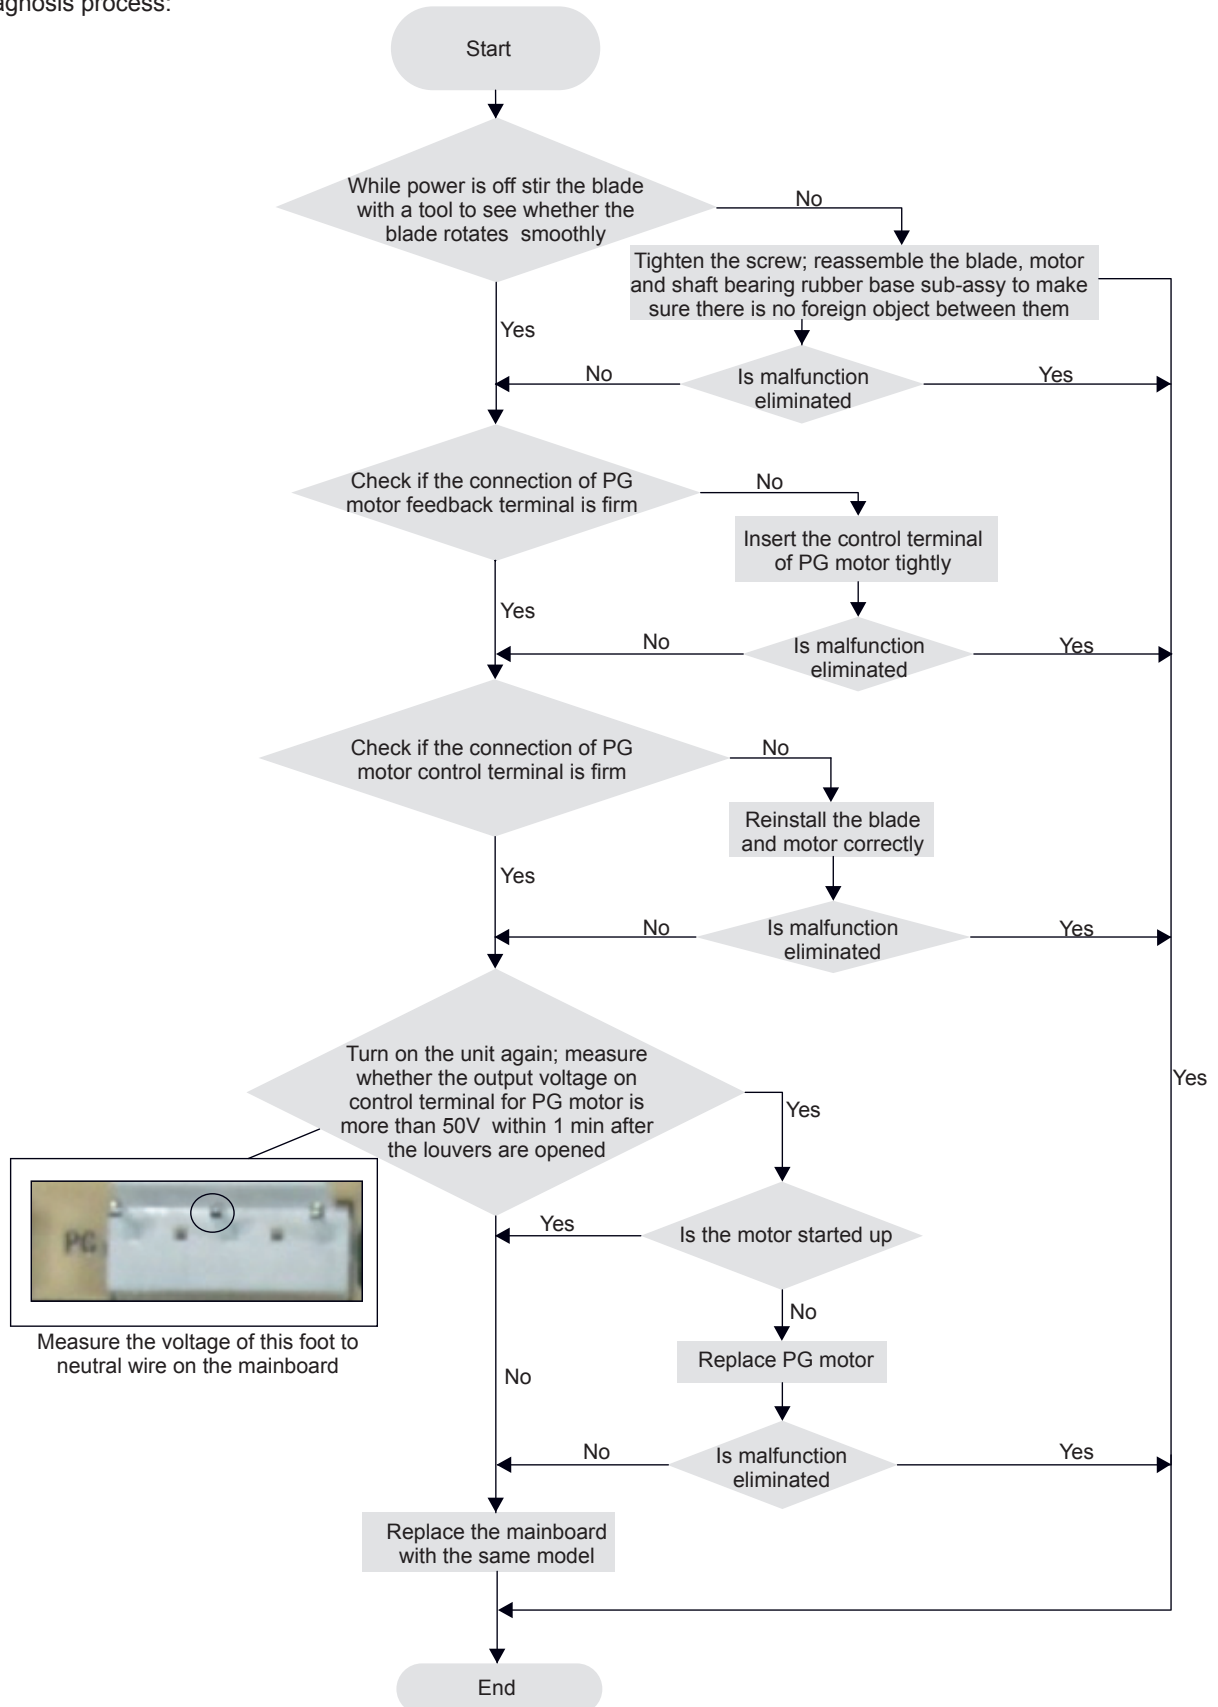 agnosis process:
Start
While power is off stir the blade
with a tool to see whether the
blade rotates smoothly
No
Tighten the screw; reassemble the blade, motor
and shaft bearing rubber base sub-assy to make
sure there is no foreign object between them
Yes
No
Is malfunction
eliminated
Yes
Check if the connection of PG
motor feedback terminal is firm
No
Insert the control terminal
of PG motor tightly
Yes
No
Is malfunction
eliminated
Yes
Check if the connection of PG
motor control terminal is firm
No
Reinstall the blade
and motor correctly
Yes
No
Is malfunction
eliminated
Yes
Turn on the unit again; measure
whether the output voltage on
control terminal for PG motor is
more than 50V within 1 min after
the louvers are opened
Yes
Yes
PG
Measure the voltage of this foot to
neutral wire on the mainboard
Yes
Is the motor started up
No
Replace PG motor
No
No
Is malfunction
eliminated
Yes
Replace the mainboard
with the same model
End